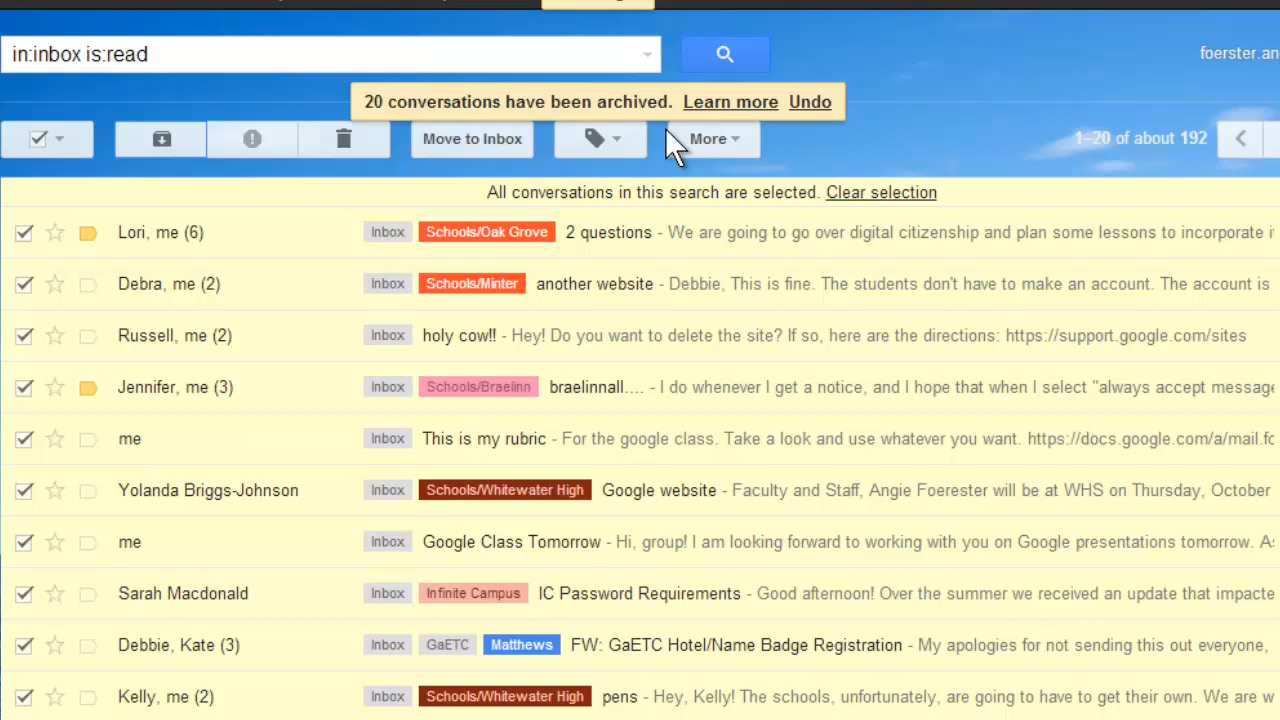 in:inbox is:read
foerster.an
20 conversations have been archived. Learn more Undo
Move to Inbox More 1–20 of about 192
All conversations in this search are selected. Clear selection
Lori, me (6) Inbox Schools/Oak Grove 2 questions - We are going to go over digital citizenship and plan some lessons to incorporate i
Debra, me (2) Inbox Schools/Minter another website - Debbie, This is fine. The students don't have to make an account. The account is
Russell, me (2) Inbox holy cow!! - Hey! Do you want to delete the site? If so, here are the directions: https://support.google.com/sites
Jennifer, me (3) Inbox Schools/Braelinn braelinnall.... - I do whenever I get a notice, and I hope that when I select "always accept message
me Inbox This is my rubric - For the google class. Take a look and use whatever you want. https://docs.google.com/a/mail.fc
Yolanda Briggs-Johnson Inbox Schools/Whitewater High Google website - Faculty and Staff, Angie Foerester will be at WHS on Thursday, October
me Inbox Google Class Tomorrow - Hi, group! I am looking forward to working with you on Google presentations tomorrow. A
Sarah Macdonald Inbox Infinite Campus IC Password Requirements - Good afternoon! Over the summer we received an update that impacte
Debbie, Kate (3) Inbox GaETC Matthews FW: GaETC Hotel/Name Badge Registration - My apologies for not sending this out everyone,
Kelly, me (2) Inbox Schools/Whitewater High pens - Hey, Kelly! The schools, unfortunately, are going to have to get their own. We are w